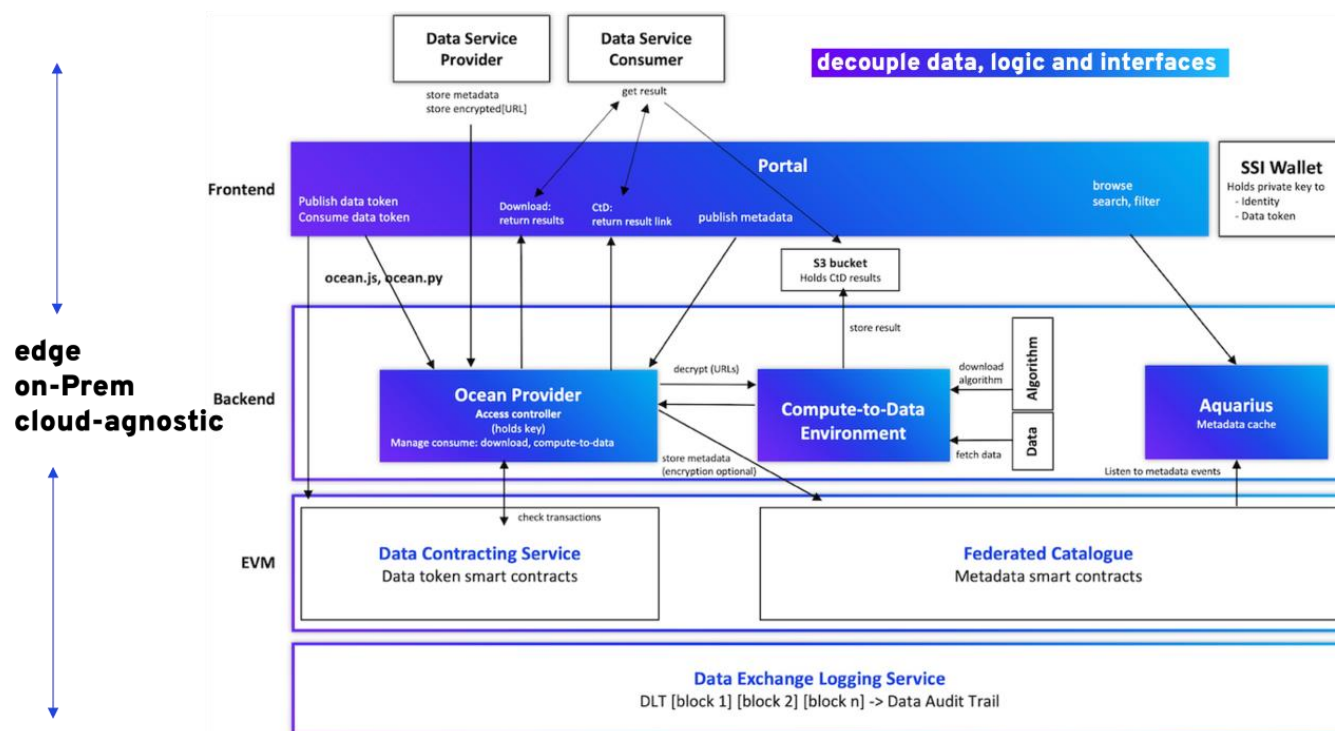 Data Service
Provider
Data Service
Consumer
decouple data, logic and interfaces
store metadata
store encrypted[URL]
get result
Frontend
Portal
Publish data token
Consume data token
Download:
return results
CtD:
return result link
publish metadata
browse
search, filter
SSI Wallet
Holds private key to
- Identity
- Data token
ocean.js, ocean.py
S3 bucket
Holds CtD results
edge
on-Prem
cloud-agnostic
Backend
store result
decrypt (URLs)
download
algorithm
Algorithm
Ocean Provider
Access controller
(holds key)
Manage consume: download, compute-to-data
Compute-to-Data
Environment
Aquarius
Metadata cache
Data
fetch data
store metadata
(encryption optional)
Listen to metadata events
EVM
check transactions
Data Contracting Service
Data token smart contracts
Federated Catalogue
Metadata smart contracts
Data Exchange Logging Service
DLT [block 1] [block 2] [block n] -> Data Audit Trail